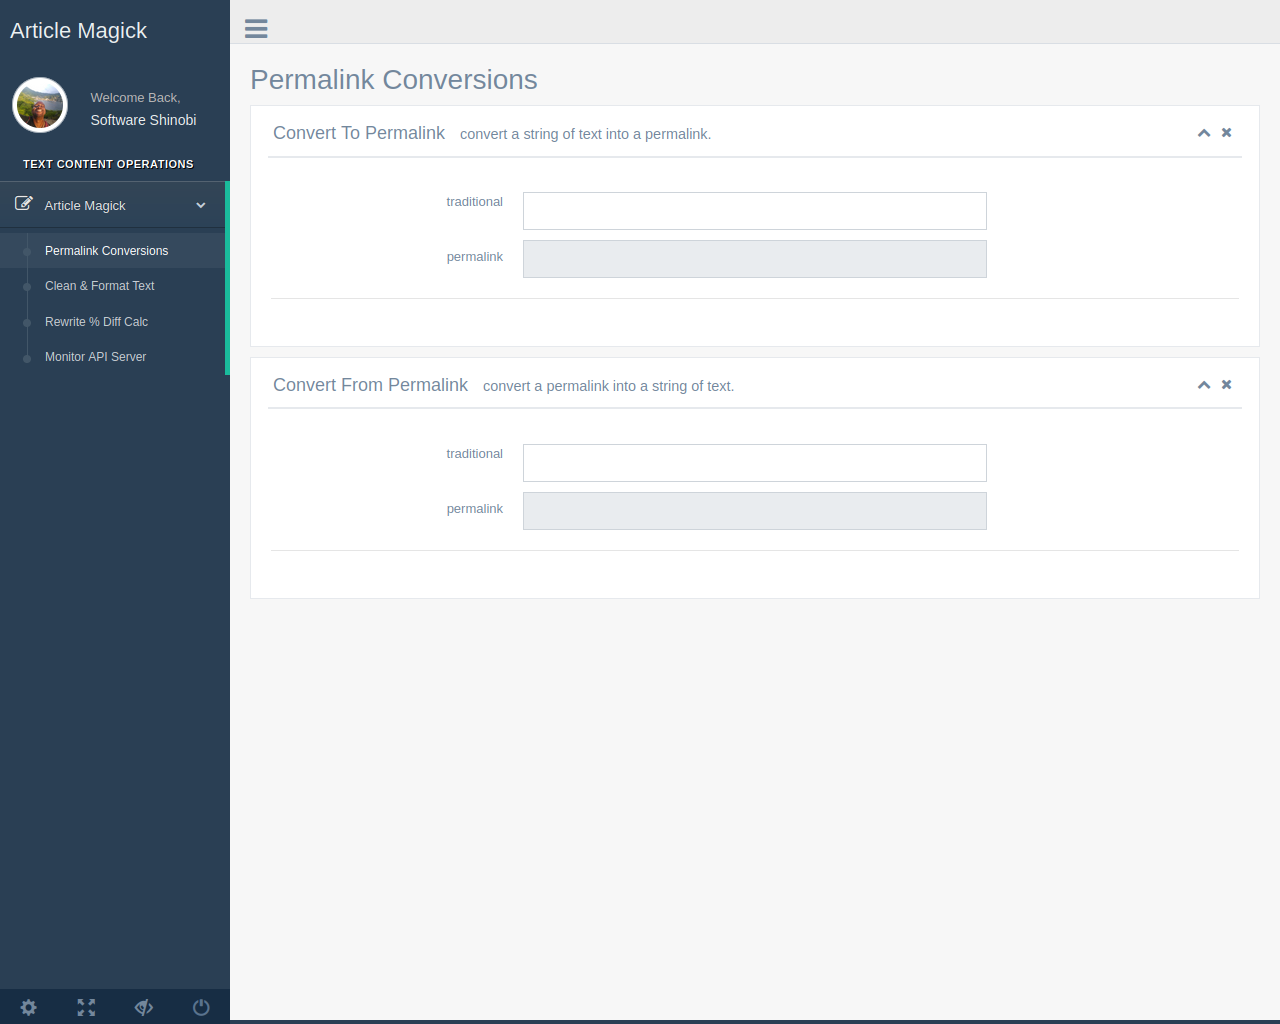 Article Magick
Welcome Back,
Software Shinobi
TEXT CONTENT OPERATIONS
Article Magick
Permalink Conversions
Clean & Format Text
Rewrite % Diff Calc
Monitor API Server
Permalink Conversions
Convert To Permalink convert a string of text into a permalink.
traditional
permalink
Convert From Permalink convert a permalink into a string of text.
traditional
permalink